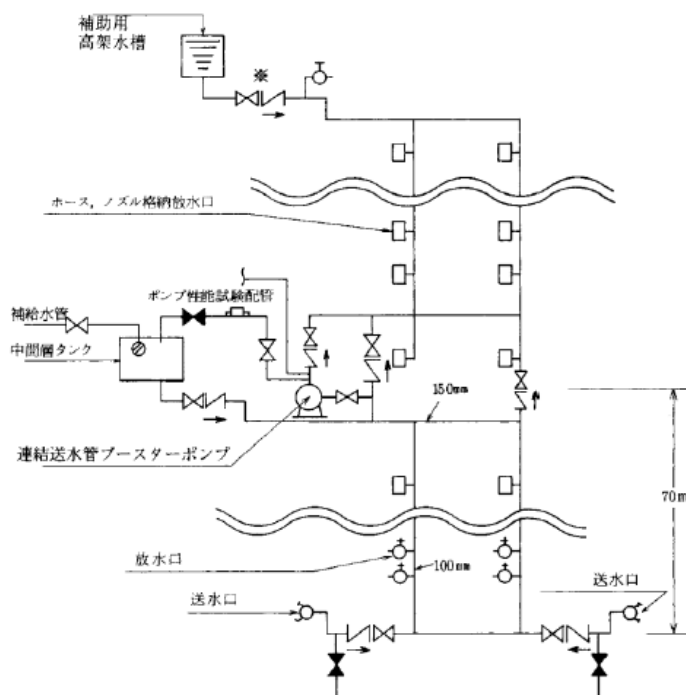 補助用
高架水槽
※
ホース，ノズル格納放水口
ポンプ性能試験配管
補給水管
中間層タンク
150mm
連結送水管ブースターポンプ
70m
放水口
100mm
送水口
送水口